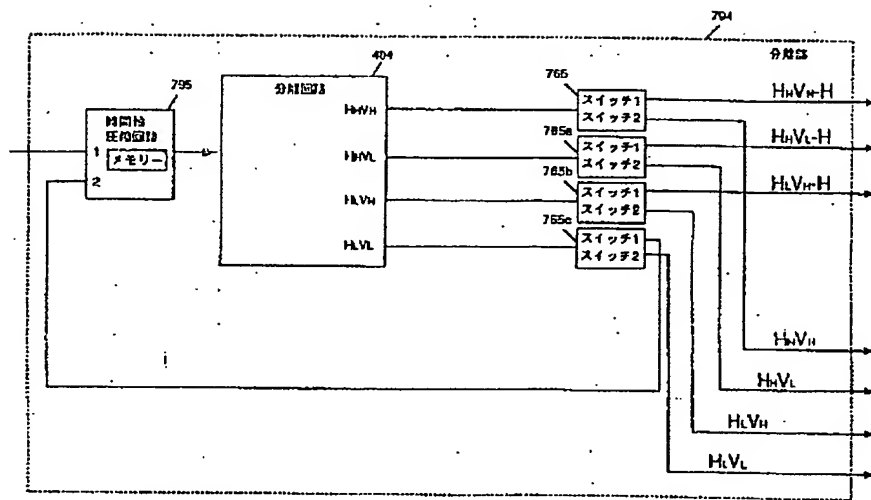 794
分離部
795
時間軸
圧縮回路
メモリー
1
2
404
分離回路
HHVH
HHVL
HLVH
HLVL
765
スイッチ1
スイッチ2
765a
スイッチ1
スイッチ2
765b
スイッチ1
スイッチ2
765c
スイッチ1
スイッチ2
HHVH-H
HHVL-H
HLVH-H
HHVH
HHVL
HLVH
HLVL